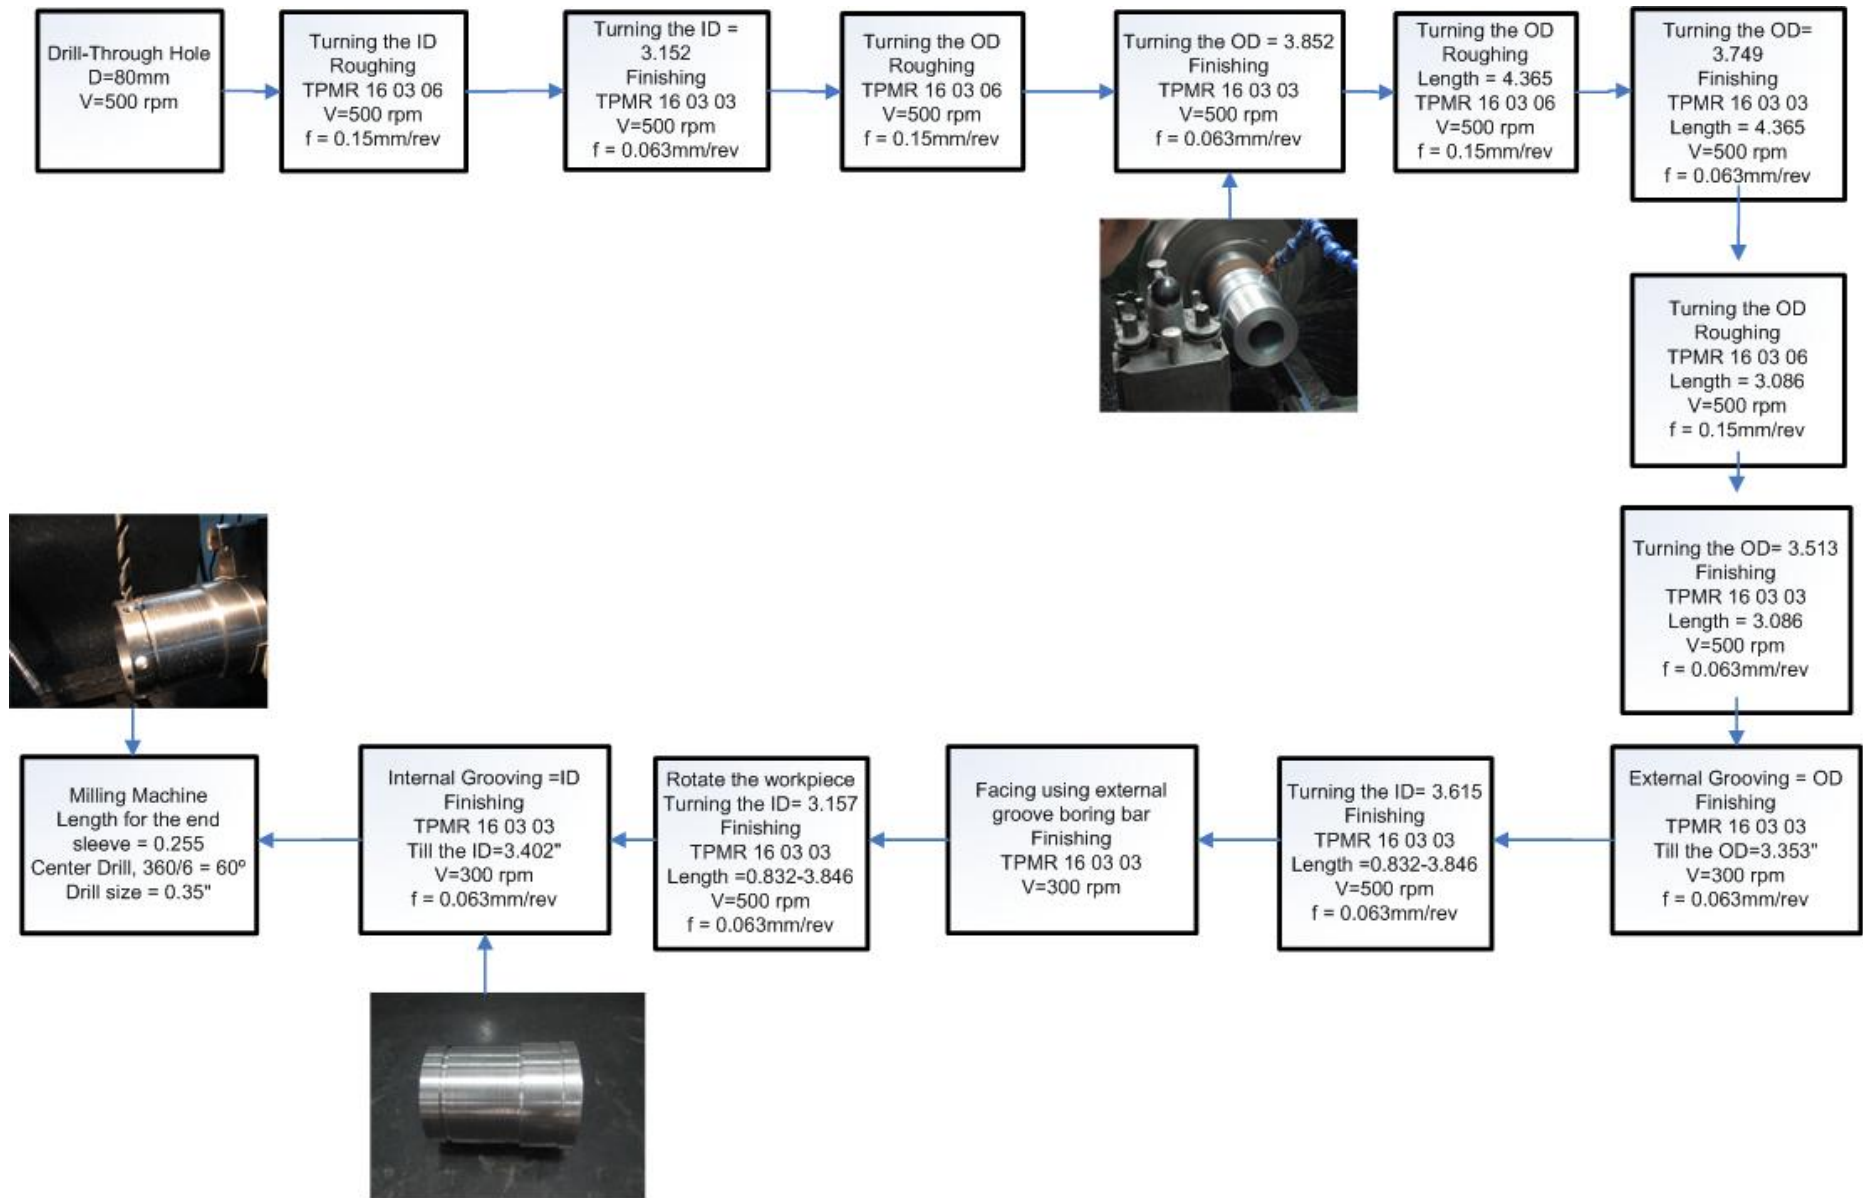 Drill-Through Hole
D=80mm
V=500 rpm
Turning the ID
Roughing
TPMR 16 03 06
V=500 rpm
f = 0.15mm/rev
Turning the ID =
3.152
Finishing
TPMR 16 03 03
V=500 rpm
f = 0.063mm/rev
Turning the OD
Roughing
TPMR 16 03 06
V=500 rpm
f = 0.15mm/rev
Turning the OD = 3.852
Finishing
TPMR 16 03 03
V=500 rpm
f = 0.063mm/rev
Turning the OD
Roughing
Length = 4.365
TPMR 16 03 06
V=500 rpm
f = 0.15mm/rev
Turning the OD=
3.749
Finishing
TPMR 16 03 03
Length = 4.365
V=500 rpm
f = 0.063mm/rev
Turning the OD
Roughing
TPMR 16 03 06
Length = 3.086
V=500 rpm
f = 0.15mm/rev
Turning the OD= 3.513
Finishing
TPMR 16 03 03
Length = 3.086
V=500 rpm
f = 0.063mm/rev
External Grooving = OD
Finishing
TPMR 16 03 03
Till the OD=3.353"
V=300 rpm
f = 0.063mm/rev
Turning the ID= 3.615
Finishing
TPMR 16 03 03
Length =0.832-3.846
V=500 rpm
f = 0.063mm/rev
Facing using external
groove boring bar
Finishing
TPMR 16 03 03
V=300 rpm
Rotate the workpiece
Turning the ID= 3.157
Finishing
TPMR 16 03 03
Length =0.832-3.846
V=500 rpm
f = 0.063mm/rev
Internal Grooving =ID
Finishing
TPMR 16 03 03
Till the ID=3.402"
V=300 rpm
f = 0.063mm/rev
Milling Machine
Length for the end
sleeve = 0.255
Center Drill, 360/6 = 60º
Drill size = 0.35"